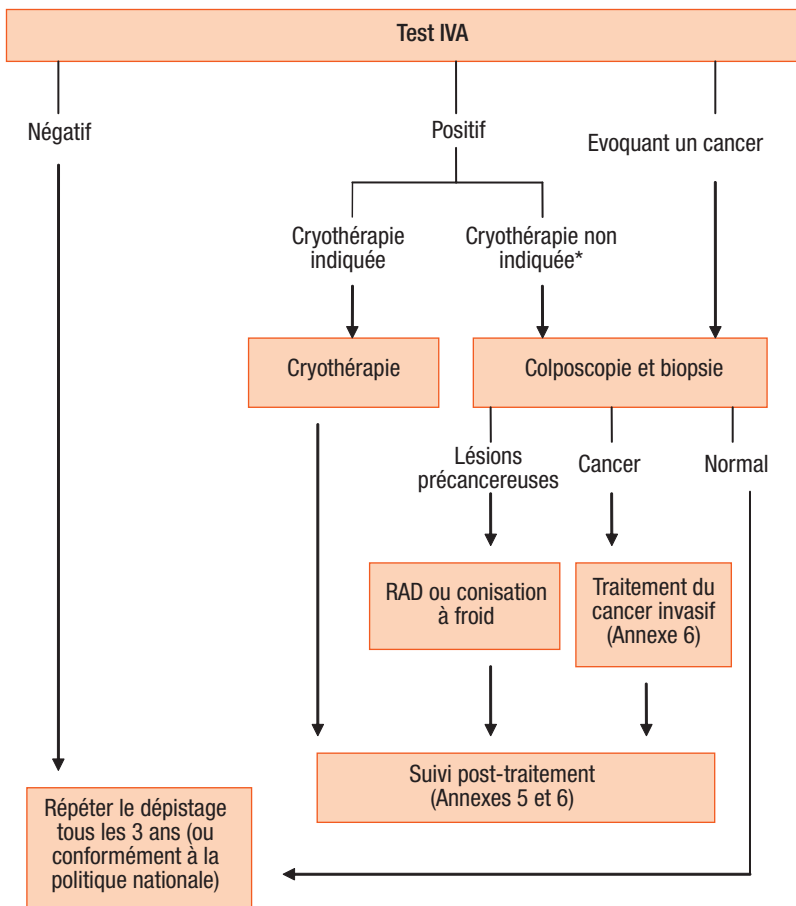 Test IVA
Négatif
Positif
Evoquant un cancer
Cryothérapie
indiquée
Cryothérapie non
indiquée*
Cryothérapie
Colposcopie et biopsie
Lésions
précancereuses
Cancer
Normal
RAD ou conisation
à froid
Traitement du
cancer invasif
(Annexe 6)
Suivi post-traitement
(Annexes 5 et 6)
Répéter le dépistage
tous les 3 ans (ou
conformément à la
politique nationale)